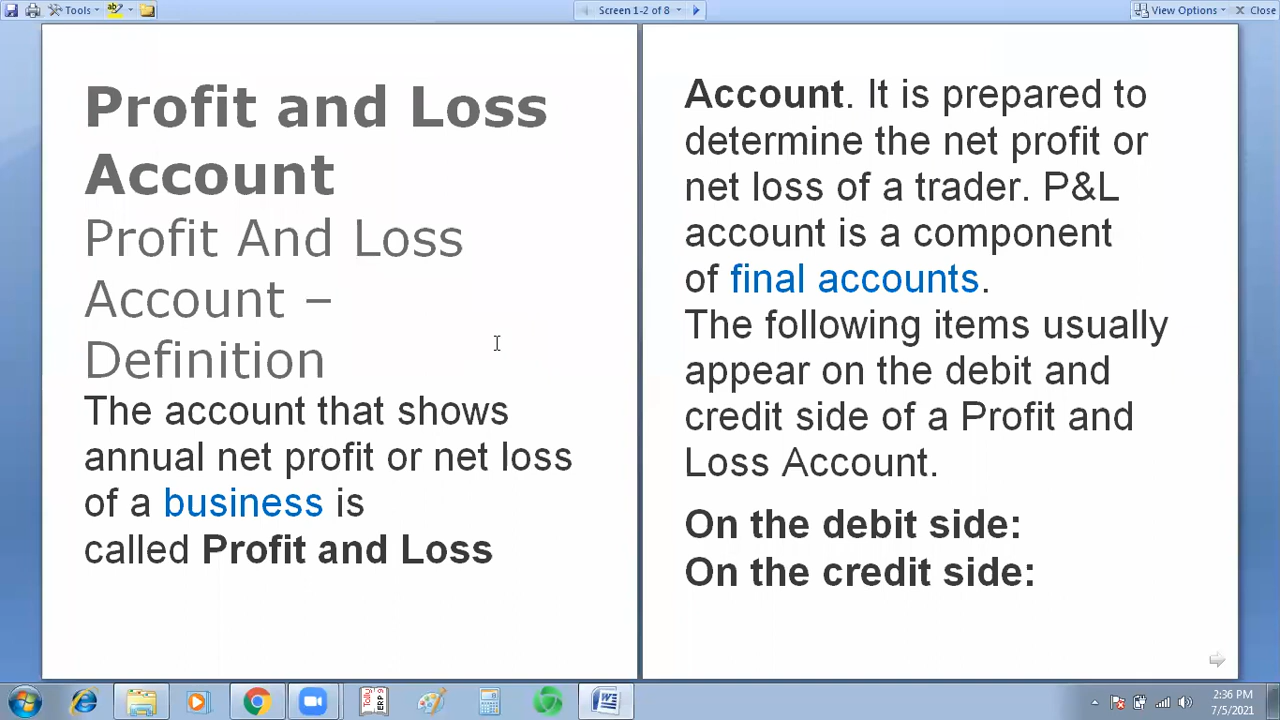 Tools
Screen 1-2 of 8
View Options
Close
Profit and Loss
Account
Profit And Loss
Account –
Definition
The account that shows
annual net profit or net loss
of a business is
called Profit and Loss
Account. It is prepared to
determine the net profit or
net loss of a trader. P&L
account is a component
of final accounts.
The following items usually
appear on the debit and
credit side of a Profit and
Loss Account.
On the debit side:
On the credit side:
2:36 PM
7/5/2021